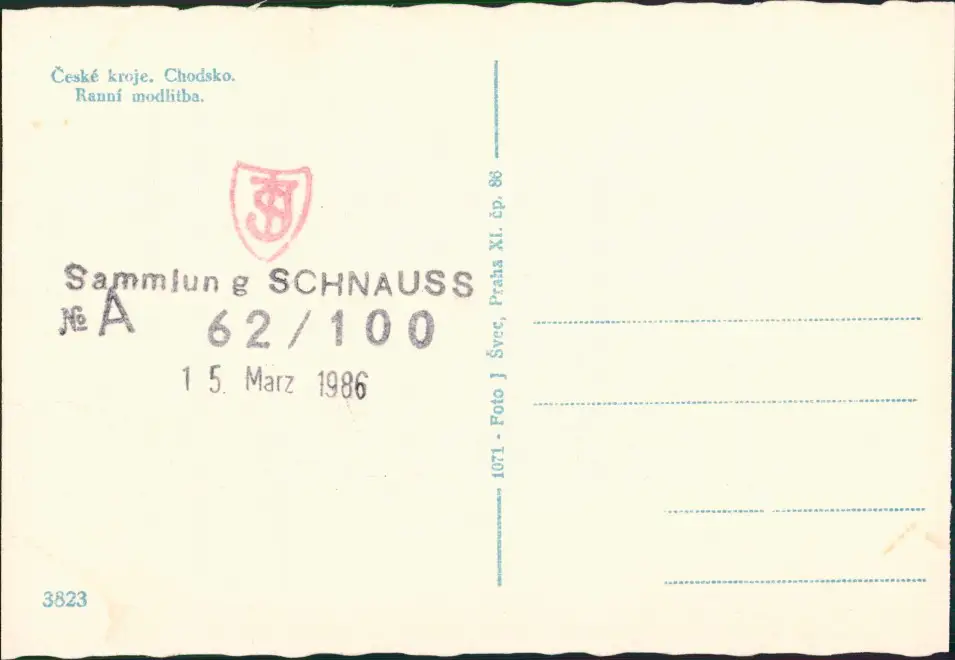 České kroje. Chodsko.
Ranní modlitba.
Sammlung SCHNAUSS
№ A 62/100
15. März 1986
3823
1071 - Foto J Švec, Praha XI. čp. 86